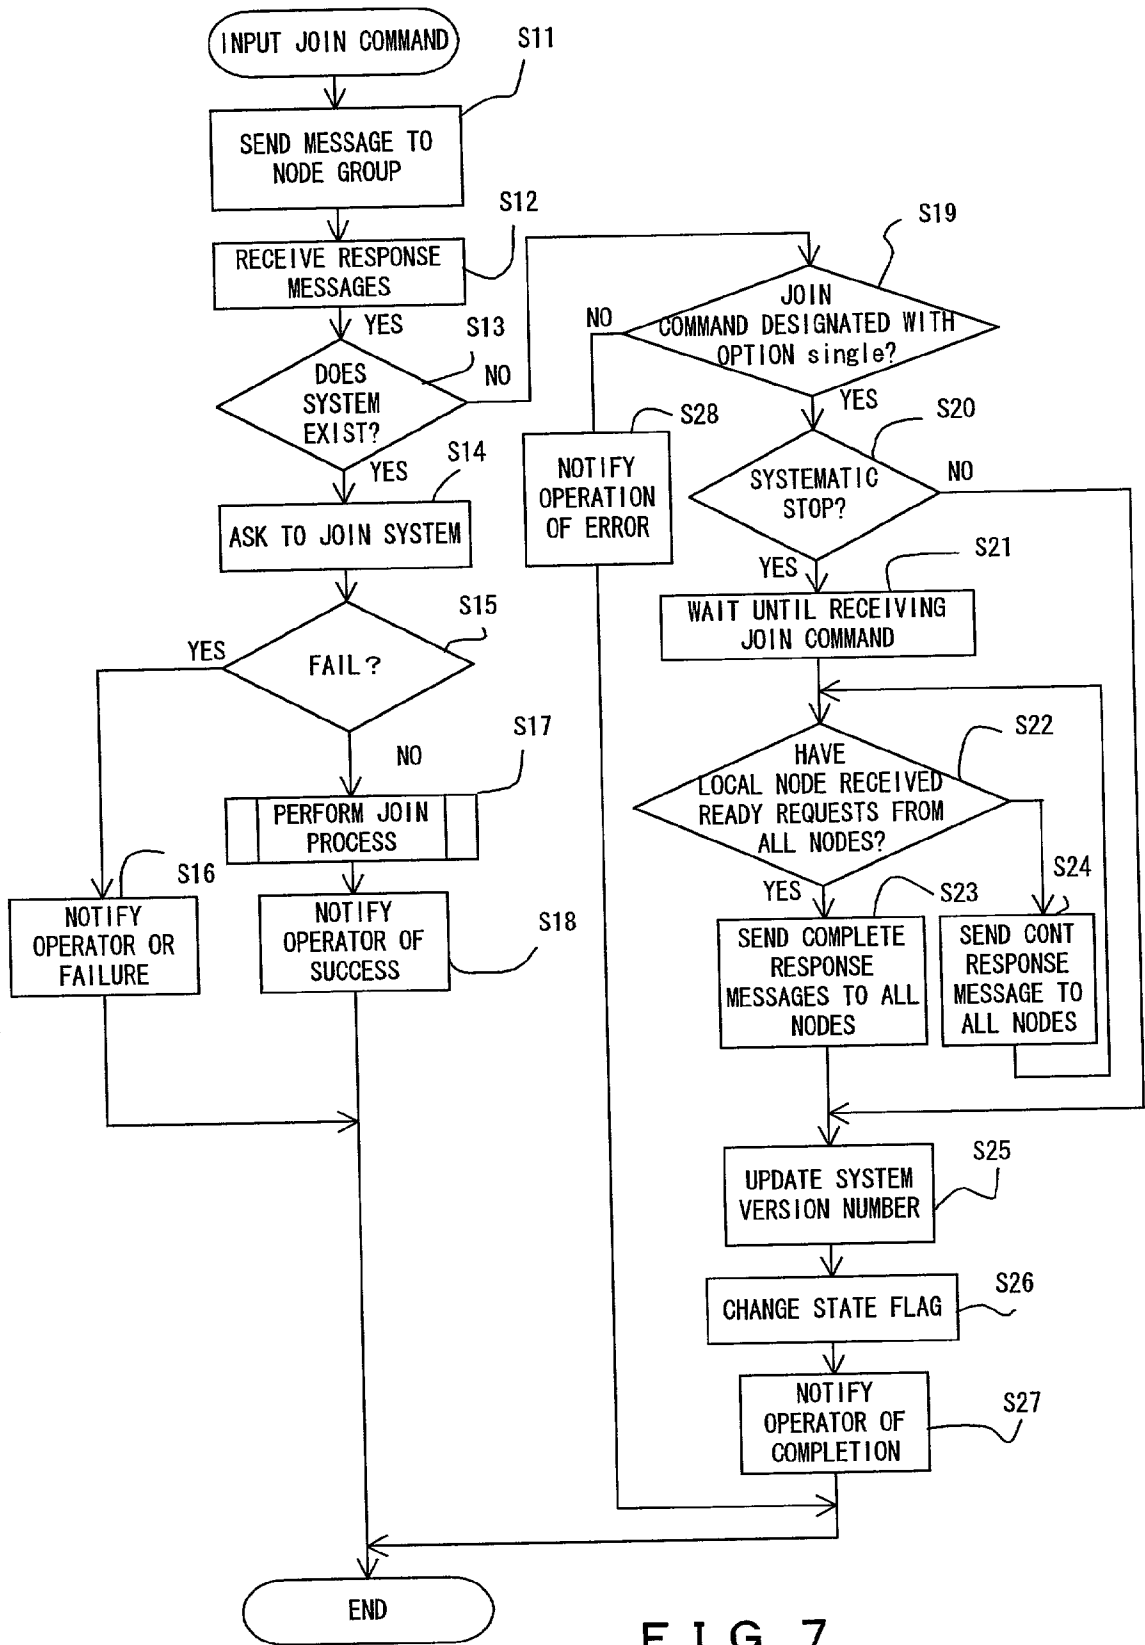 INPUT JOIN COMMAND
S11
SEND MESSAGE TO
NODE GROUP
S12
RECEIVE RESPONSE
MESSAGES
YES
S13
DOES
SYSTEM
EXIST?
NO
YES
S14
ASK TO JOIN SYSTEM
S15
YES
FAIL?
NO
S17
PERFORM JOIN
PROCESS
S16
NOTIFY
OPERATOR OR
FAILURE
NOTIFY
OPERATOR OF
SUCCESS
S18
S19
JOIN
COMMAND DESIGNATED WITH
OPTION single?
NO
YES
S28
NOTIFY
OPERATION
OF ERROR
S20
SYSTEMATIC
STOP?
NO
YES
S21
WAIT UNTIL RECEIVING
JOIN COMMAND
S22
HAVE
LOCAL NODE RECEIVED
READY REQUESTS FROM
ALL NODES?
YES
S23
SEND COMPLETE
RESPONSE
MESSAGES TO ALL
NODES
S24
SEND CONT
RESPONSE
MESSAGE TO
ALL NODES
S25
UPDATE SYSTEM
VERSION NUMBER
S26
CHANGE STATE FLAG
S27
NOTIFY
OPERATOR OF
COMPLETION
END
FIG. 7